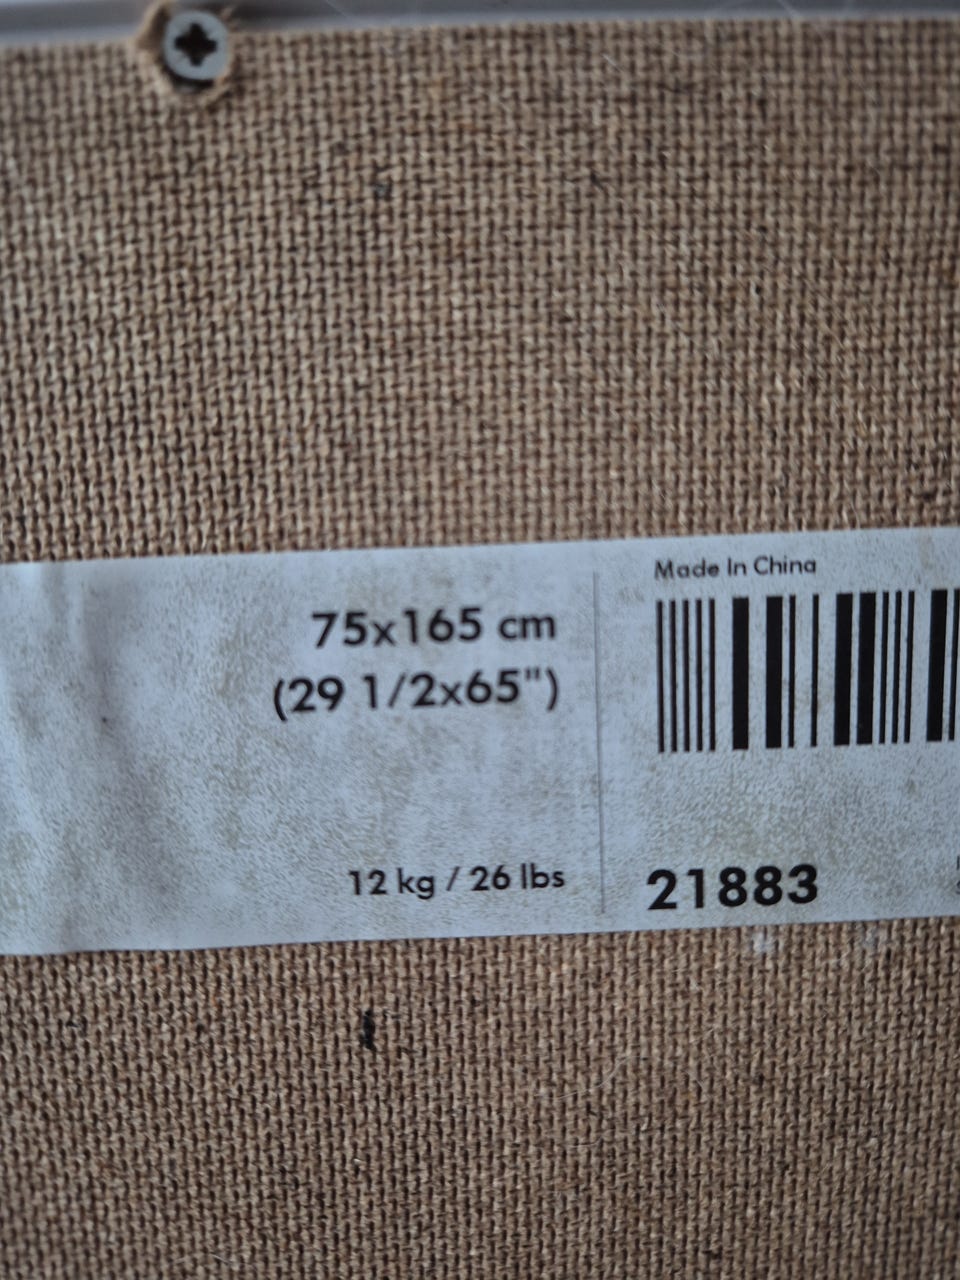 75x165 cm
(29 1/2x65")
12 kg / 26 lbs
Made In China
21883